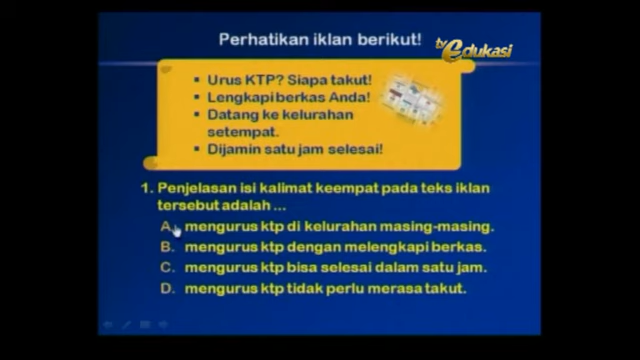 Perhatikan iklan berikut!
tv Edukasi
▪ Urus KTP? Siapa takut!
▪ Lengkapi berkas Anda!
▪ Datang ke kelurahan
setempat.
▪ Dijamin satu jam selesai!
1. Penjelasan isi kalimat keempat pada teks iklan
tersebut adalah ...
A. mengurus ktp di kelurahan masing-masing.
B. mengurus ktp dengan melengkapi berkas.
C. mengurus ktp bisa selesai dalam satu jam.
D. mengurus ktp tidak perlu merasa takut.